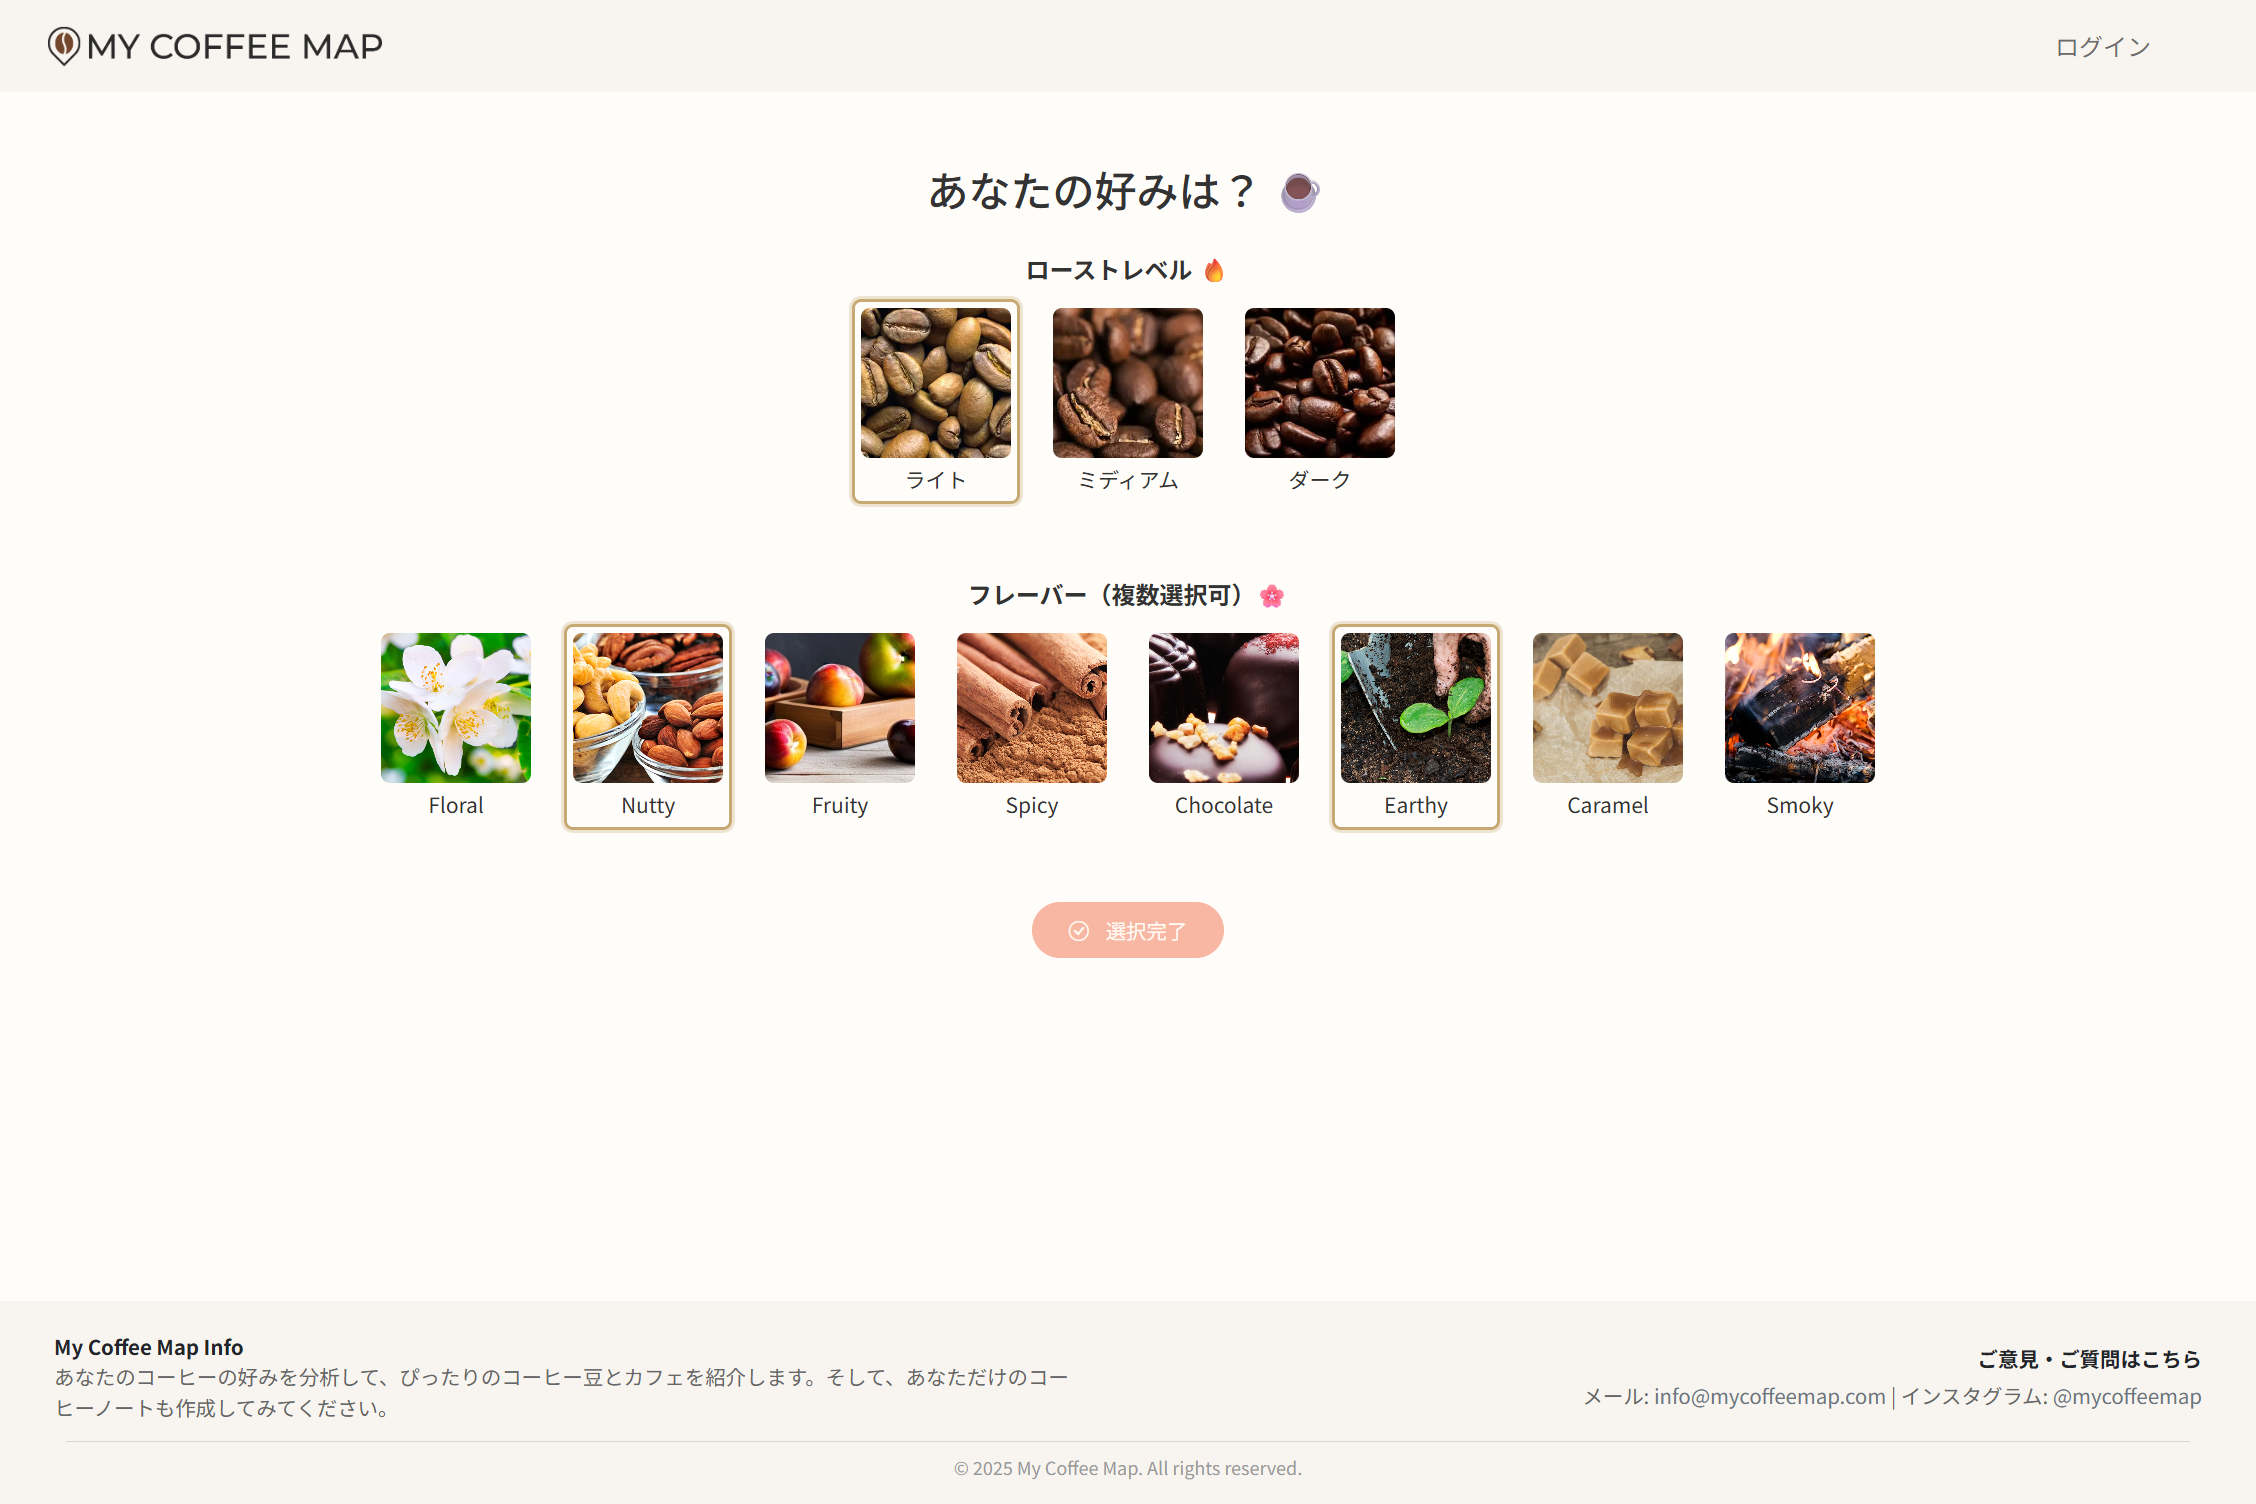 MY COFFEE MAP
ログイン
あなたの好みは？
ローストレベル
ライト
ミディアム
ダーク
フレーバー（複数選択可）
Floral
Nutty
Fruity
Spicy
Chocolate
Earthy
Caramel
Smoky
選択完了
My Coffee Map Info
あなたのコーヒーの好みを分析して、ぴったりのコーヒー豆とカフェを紹介します。そして、あなただけのコー
ヒーノートも作成してみてください。
ご意見・ご質問はこちら
メール: info@mycoffeemap.com | インスタグラム: @mycoffeemap
© 2025 My Coffee Map. All rights reserved.